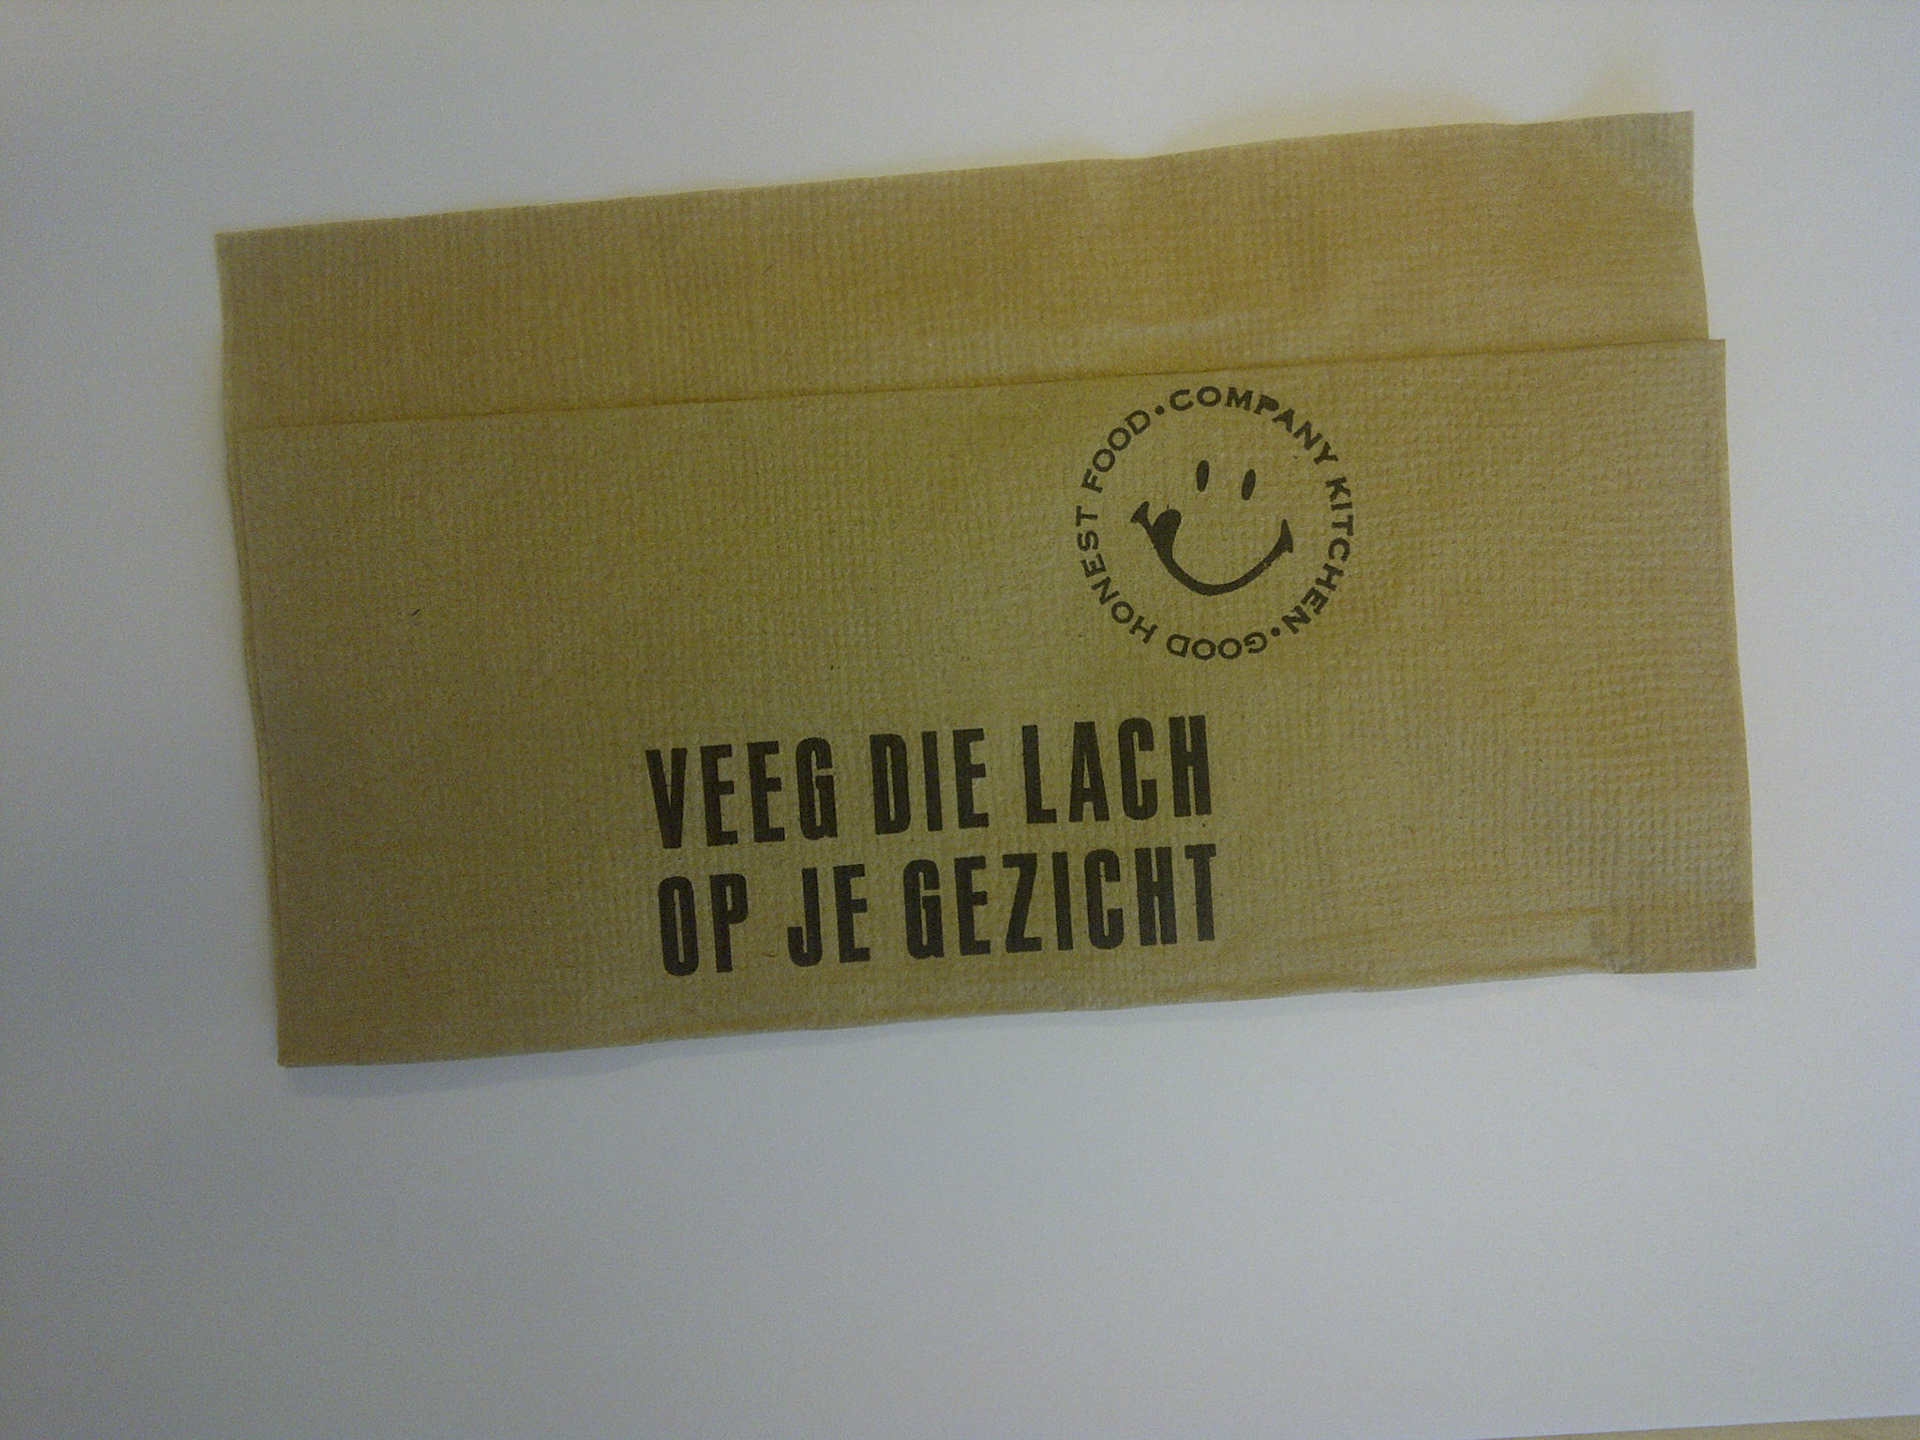 COMPANY KITCHEN • GOOD HONEST FOOD •
VEEG DIE LACH
OP JE GEZICHT